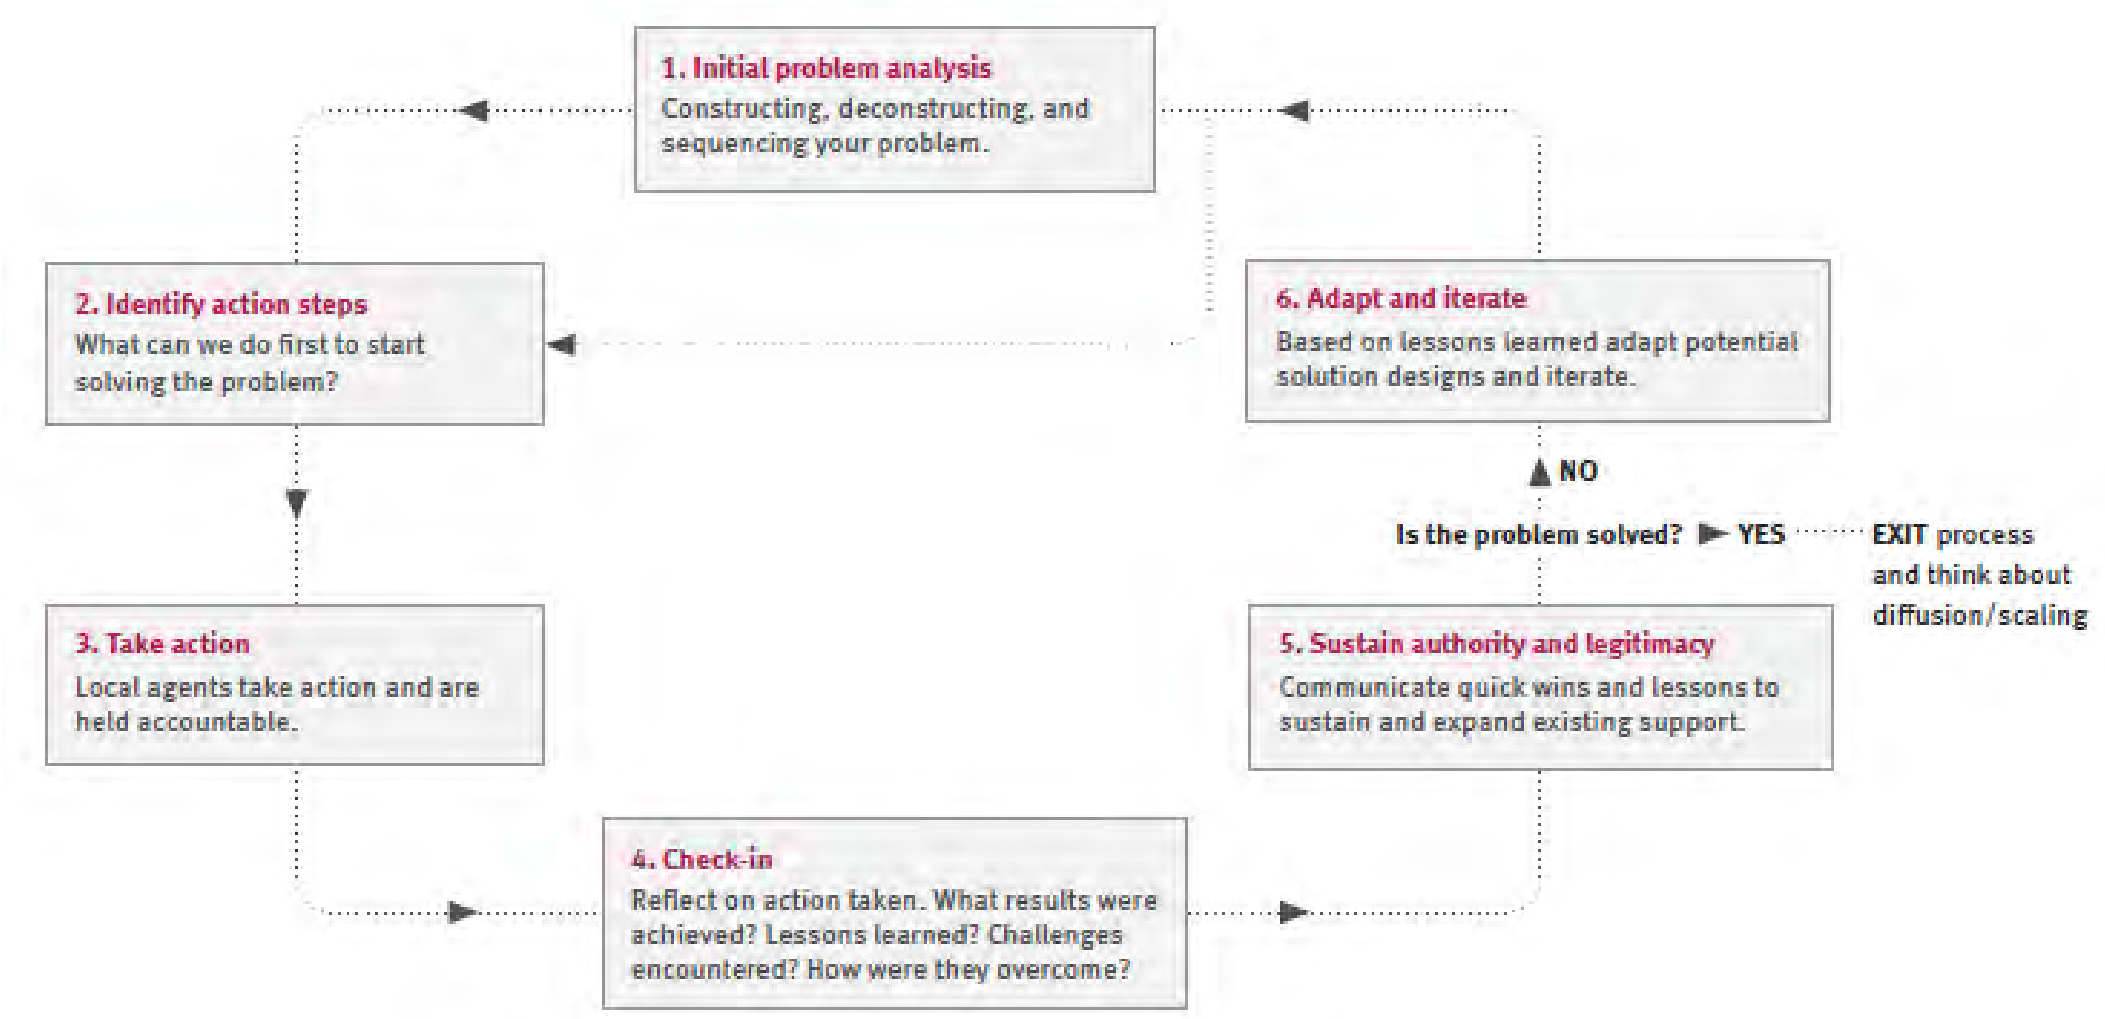 1. Initial problem analysis
Constructing, deconstructing, and
sequencing your problem.
2. Identify action steps
What can we do first to start
solving the problem?
3. Take action
Local agents take action and are
held accountable.
4. Check-in
Reflect on action taken. What results were
achieved? Lessons learned? Challenges
encountered? How were they overcome?
5. Sustain authority and legitimacy
Communicate quick wins and lessons to
sustain and expand existing support.
Is the problem solved? YES EXIT process
and think about
diffusion/scaling
NO
6. Adapt and iterate
Based on lessons learned adapt potential
solution designs and iterate.